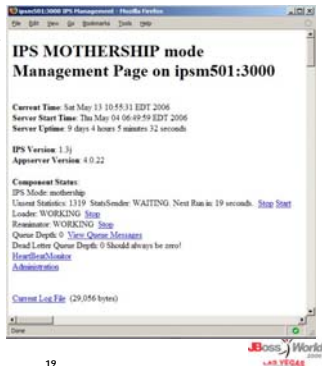 ipsm501:3000 IPS Management - Mozilla Firefox
File Edit View Go Bookmarks Tools Help
IPS MOTHERSHIP mode
Management Page on ipsm501:3000
Current Time: Sat May 13 10:55:31 EDT 2006
Server Start Time: Thu May 04 06:49:59 EDT 2006
Server Uptime: 9 days 4 hours 5 minutes 32 seconds
IPS Version: 1.3j
Appserver Version: 4.0.22
Component Status:
IPS Mode: mothership
Unsent Statistics: 1319 StatsSender: WAITING. Next Run in: 19 seconds. Stop Start
Loader: WORKING Stop
Reanimator: WORKING Stop
Queue Depth: 0 View Queue Messages
Dead Letter Queue Depth: 0 Should always be zero!
HeartBeatMonitor
Administration
Current Log File (29,056 bytes)
Done
JBoss World
2006
LAS VEGAS
19